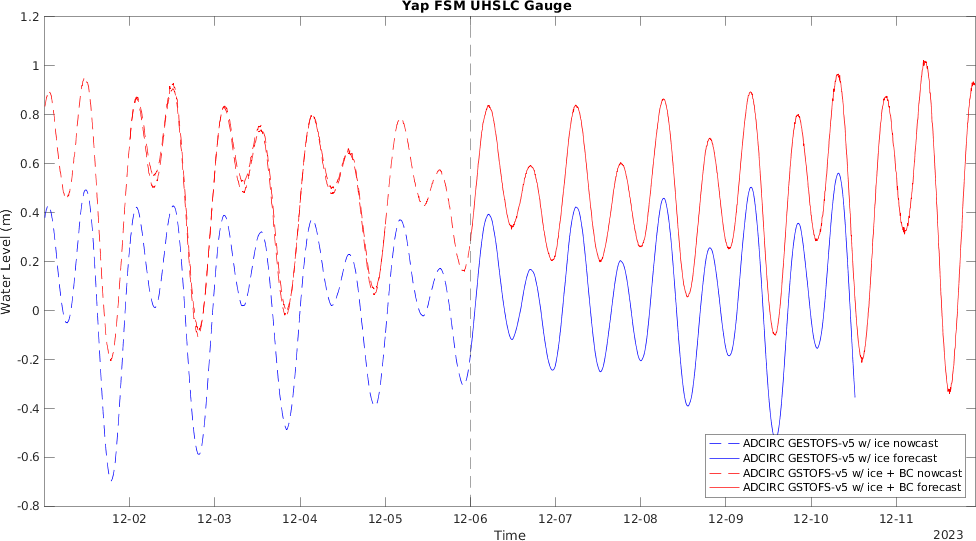 Yap FSM UHSLC Gauge
1.2
1
0.8
0.6
0.4
0.2
0
-0.2
-0.4
-0.6
-0.8
Water Level (m)
ADCIRC GESTOFS-v5 w/ ice nowcast
ADCIRC GESTOFS-v5 w/ ice forecast
ADCIRC GSTOFS-v5 w/ ice + BC nowcast
ADCIRC GSTOFS-v5 w/ ice + BC forecast
12-02 12-03 12-04 12-05 12-06 12-07 12-08 12-09 12-10 12-11
Time
2023